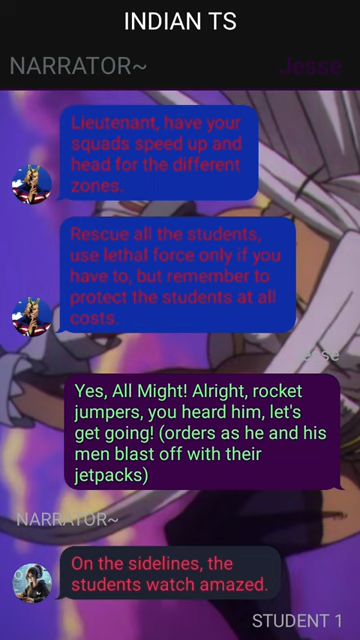 INDIAN TS
NARRATOR~ Jesse
Lieutenant, have your
squads speed up and
head for the different
zones.
Rescue all the students,
use lethal force only if you
have to, but remember to
protect the students at all
costs.
Jesse
Yes, All Might! Alright, rocket
jumpers, you heard him, let's
get going! (orders as he and his
men blast off with their
jetpacks)
NARRATOR~
On the sidelines, the
students watch amazed.
STUDENT 1